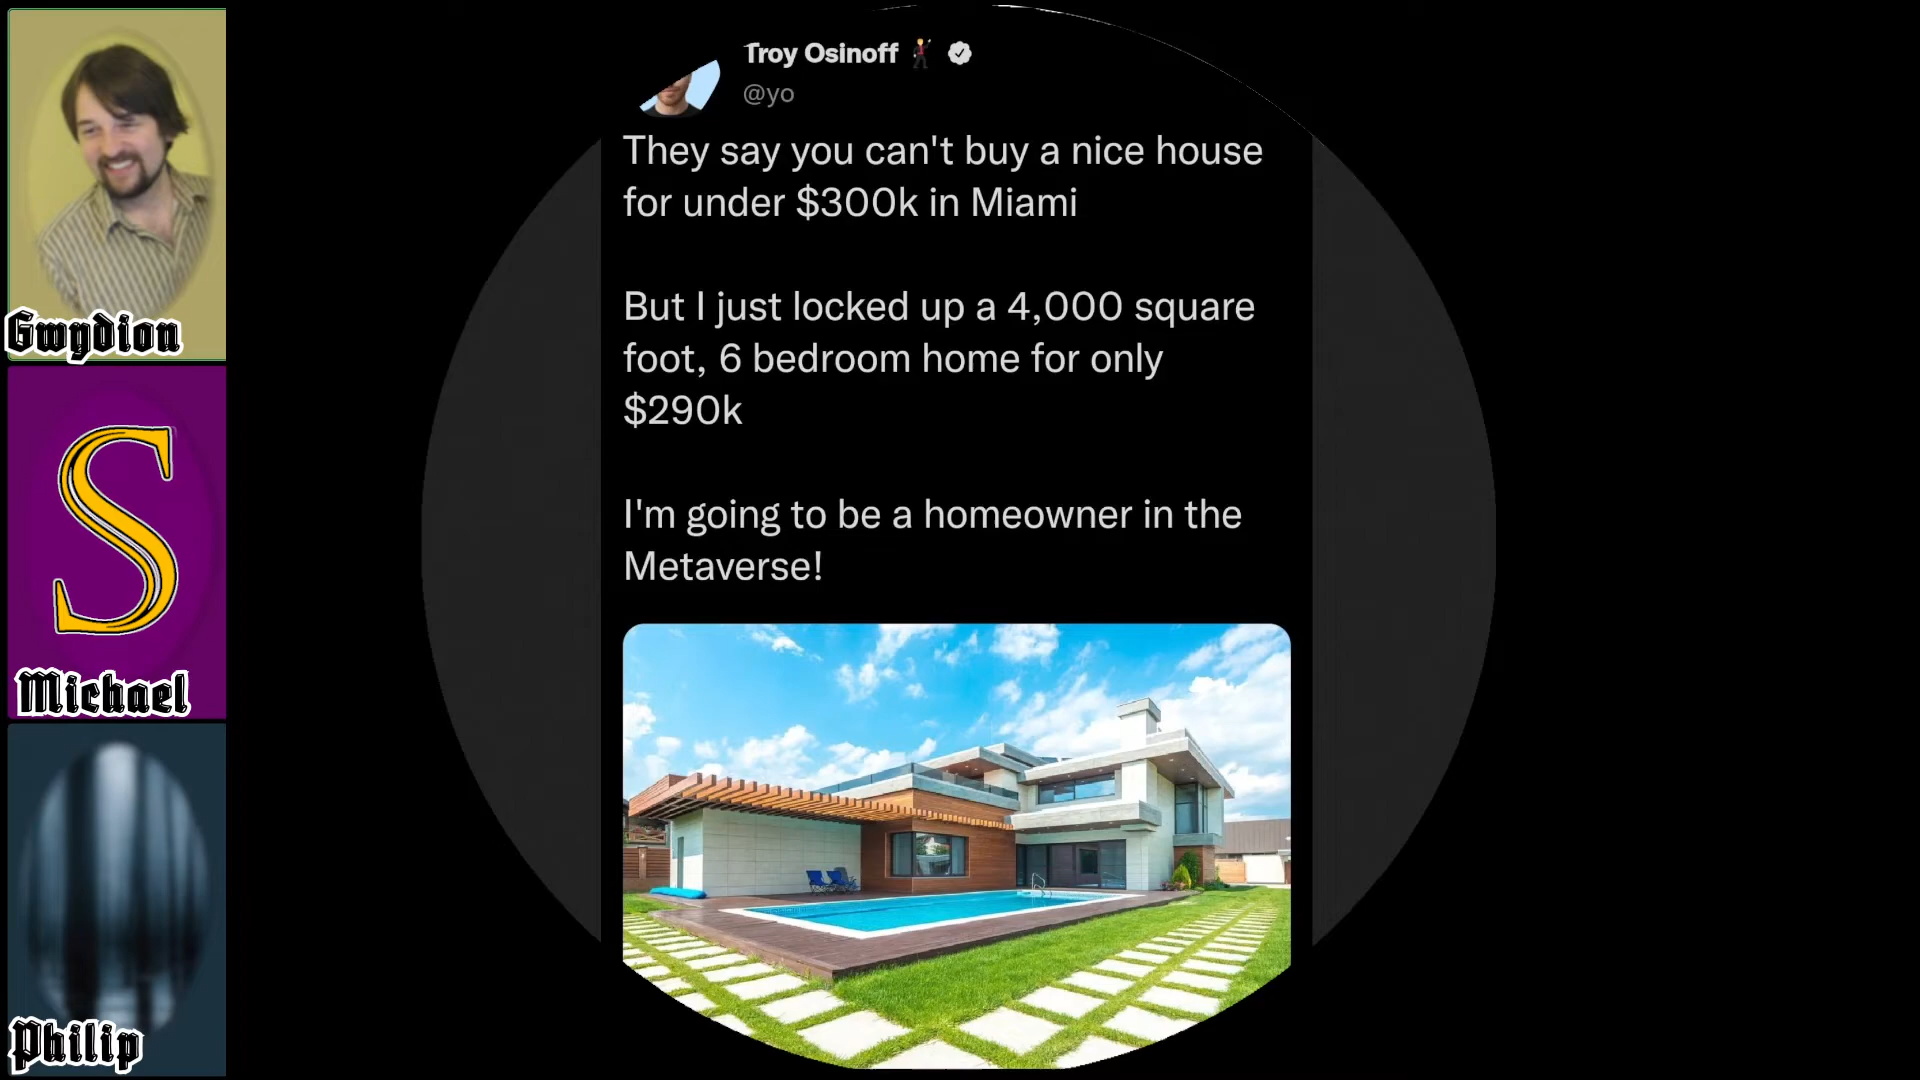 Gwydion
S
Michael
Philip
Troy Osinoff
@yo
They say you can't buy a nice house
for under $300k in Miami
But I just locked up a 4,000 square
foot, 6 bedroom home for only
$290k
I'm going to be a homeowner in the
Metaverse!